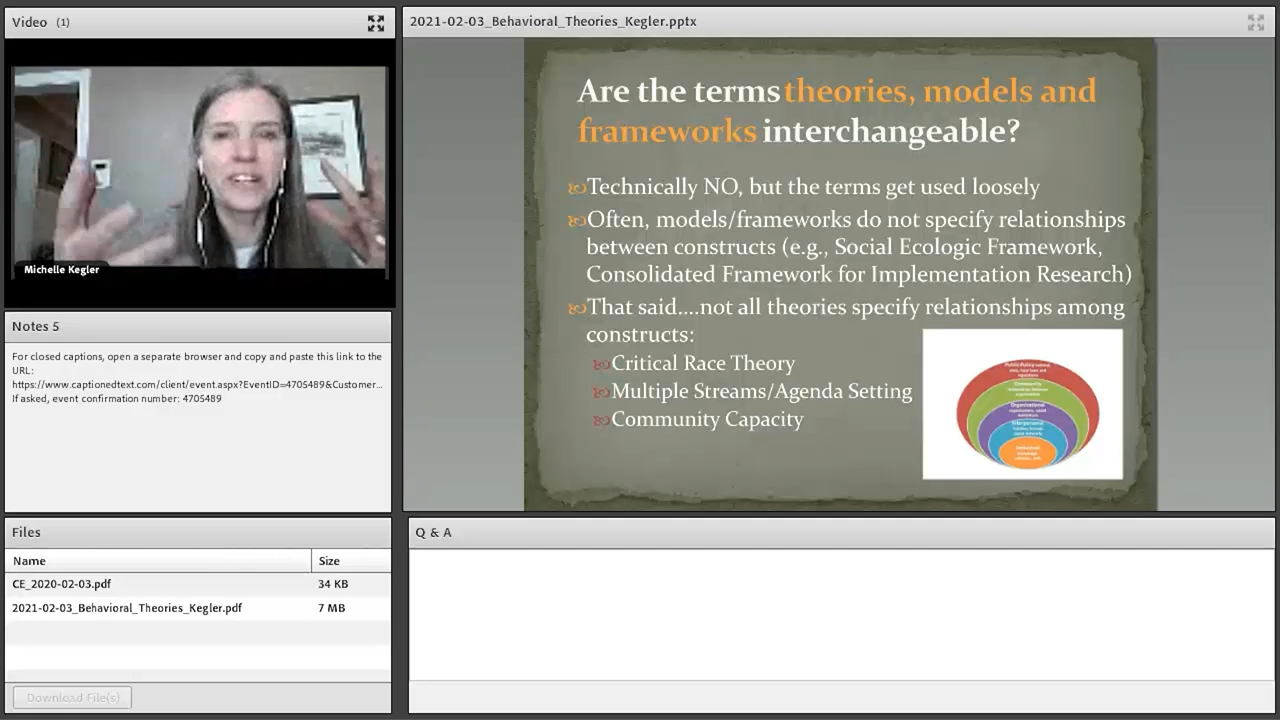 Video (1)
Michelle Kegler
Notes 5
For closed captions, open a separate browser and copy and paste this link to the
URL:
https://www.captionedtext.com/client/event.aspx?EventID=4705489&Customer...
If asked, event confirmation number: 4705489
Files
Name Size
CE_2020-02-03.pdf 34 KB
2021-02-03_Behavioral_Theories_Kegler.pdf 7 MB
Download File(s)
2021-02-03_Behavioral_Theories_Kegler.pptx
Are the terms theories, models and
frameworks interchangeable?
Technically NO, but the terms get used loosely
Often, models/frameworks do not specify relationships
between constructs (e.g., Social Ecologic Framework,
Consolidated Framework for Implementation Research)
That said....not all theories specify relationships among
constructs:
Critical Race Theory
Multiple Streams/Agenda Setting
Community Capacity
Community
Organizational
Interpersonal
Individual
Q & A